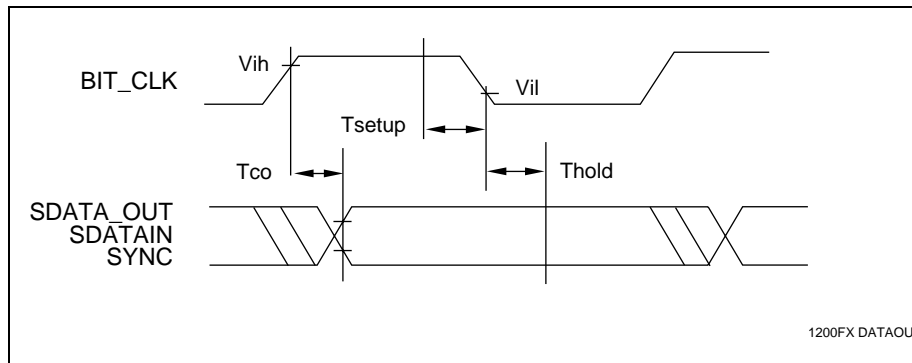 BIT_CLK
Vih
Vil
Tsetup
Tco
Thold
SDATA_OUT
SDATAIN
SYNC
1200FX DATAOU